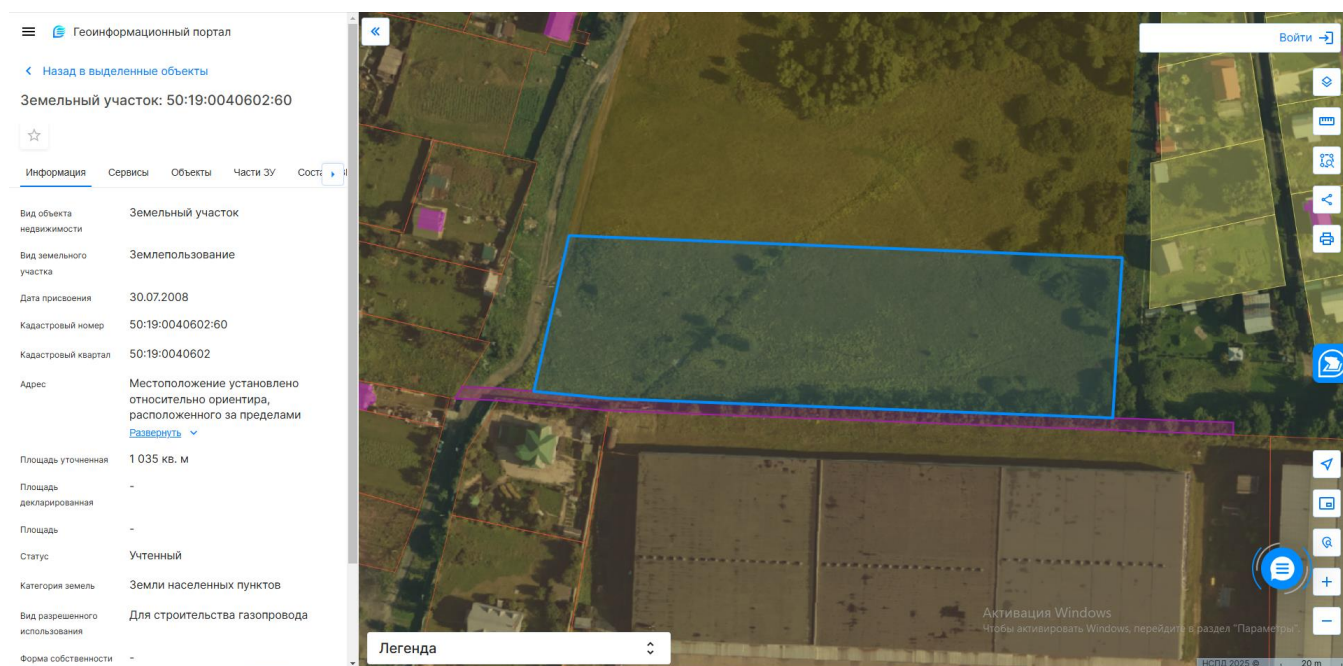 Геоинформационный портал
Войти
Назад в выделенные объекты
Земельный участок: 50:19:0040602:60
Информация Сервисы Объекты Части ЗУ
Вид объекта недвижимости
Земельный участок
Вид земельного участка
Землепользование
Дата присвоения
30.07.2008
Кадастровый номер
50:19:0040602:60
Кадастровый квартал
50:19:0040602
Адрес
Местоположение установлено
относительно ориентира,
расположенного за пределами
Развернуть
Площадь уточненная
1 035 кв. м
Площадь декларированная
-
Площадь
-
Статус
Учтенный
Категория земель
Земли населенных пунктов
Вид разрешенного использования
Для строительства газопровода
Форма собственности
-
Легенда
Активация Windows
Чтобы активировать Windows, перейдите в раздел "Параметры".
НСПД 2025 ©
20 m